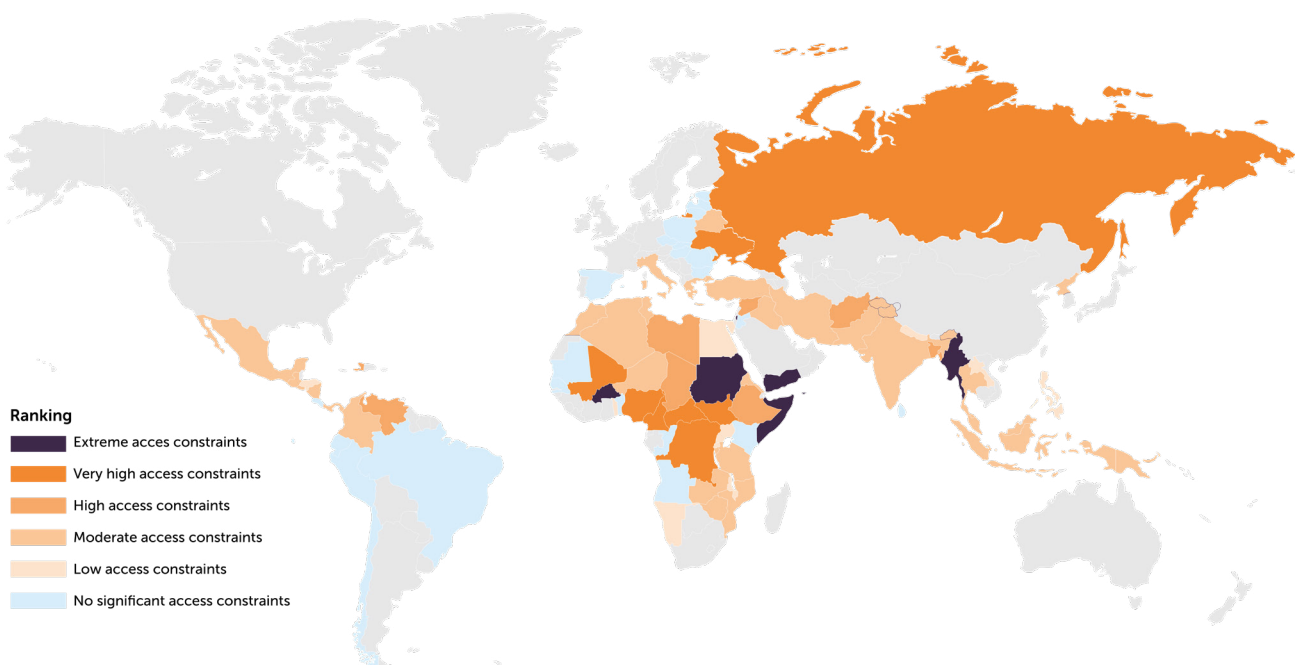 Ranking
Extreme acces constraints
Very high access constraints
High access constraints
Moderate access constraints
Low access constraints
No significant access constraints